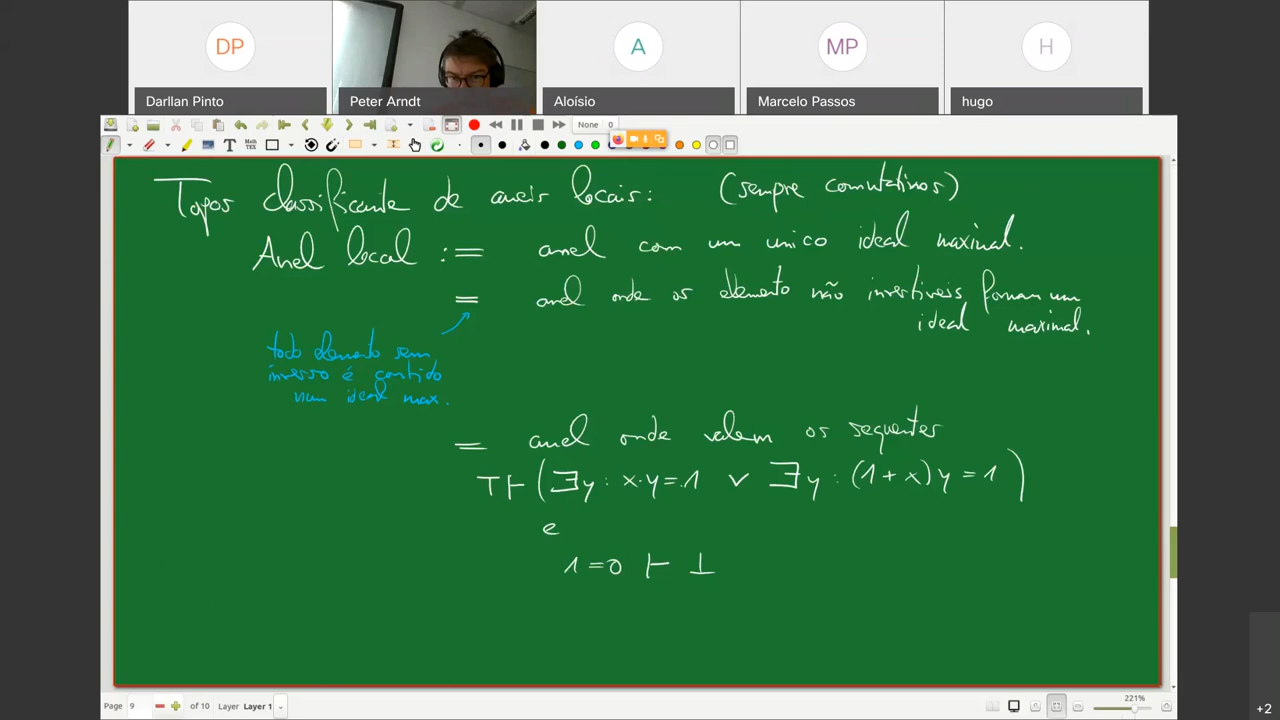 DP
A
MP
H
Darllan Pinto
Peter Arndt
Aloísio
Marcelo Passos
hugo
None 0
T Math TEX
Topos classificante de aneis locais: (sempre comutativos)
Anel local := anel com um unico ideal maximal.
= anel onde os elemento não invertiveis formam um
ideal maximal.
todo elemento sem
inverso é contido
num ideal max.
= anel onde valem os sequentes
⊤ ⊢ (∃y: x·y=1 ∨ ∃y: (1+x)y=1)
e
1=0 ⊢ ⊥
Page 9 of 10 Layer Layer 1
221%
+2